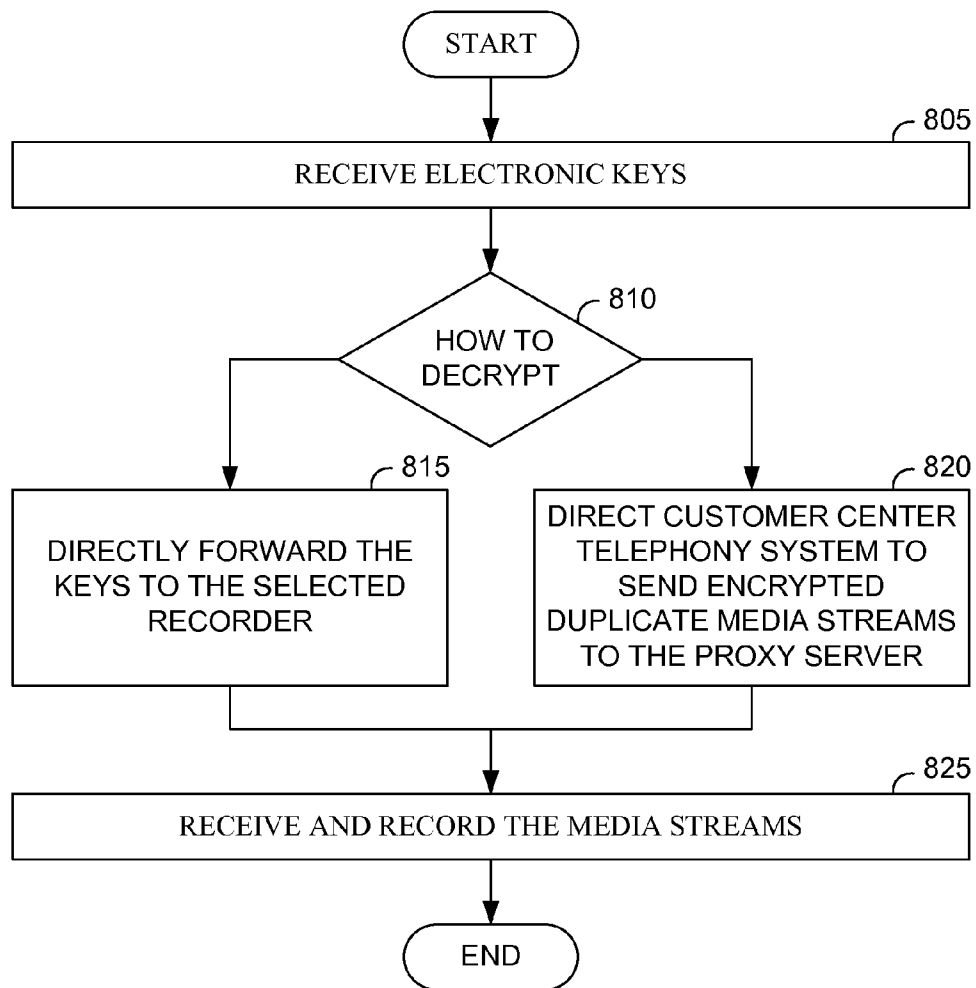 START
805
RECEIVE ELECTRONIC KEYS
810
HOW TO
DECRYPT
815
DIRECTLY FORWARD THE
KEYS TO THE SELECTED
RECORDER
820
DIRECT CUSTOMER CENTER
TELEPHONY SYSTEM TO
SEND ENCRYPTED
DUPLICATE MEDIA STREAMS
TO THE PROXY SERVER
825
RECEIVE AND RECORD THE MEDIA STREAMS
END